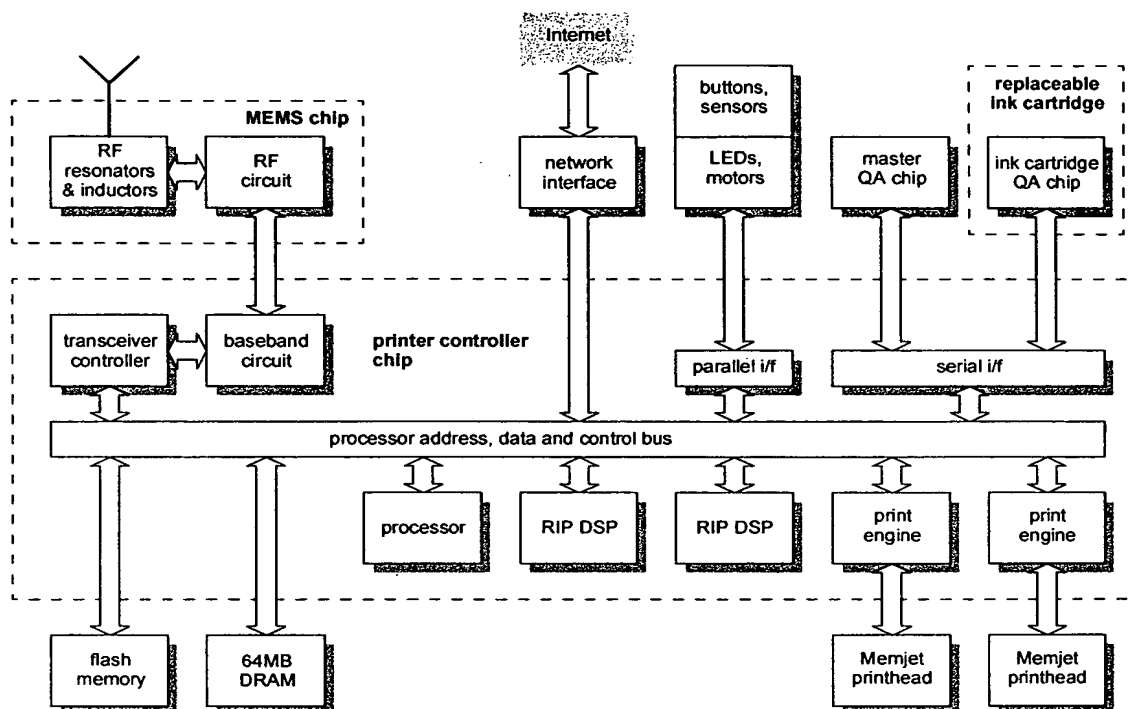 Internet
buttons,
sensors
replaceable
ink cartridge
MEMS chip
RF
resonators
& inductors
RF
circuit
network
interface
LEDs,
motors
master
QA chip
ink cartridge
QA chip
transceiver
controller
baseband
circuit
printer controller
chip
parallel i/f
serial i/f
processor address, data and control bus
processor
RIP DSP
RIP DSP
print
engine
print
engine
flash
memory
64MB
DRAM
Memjet
printhead
Memjet
printhead